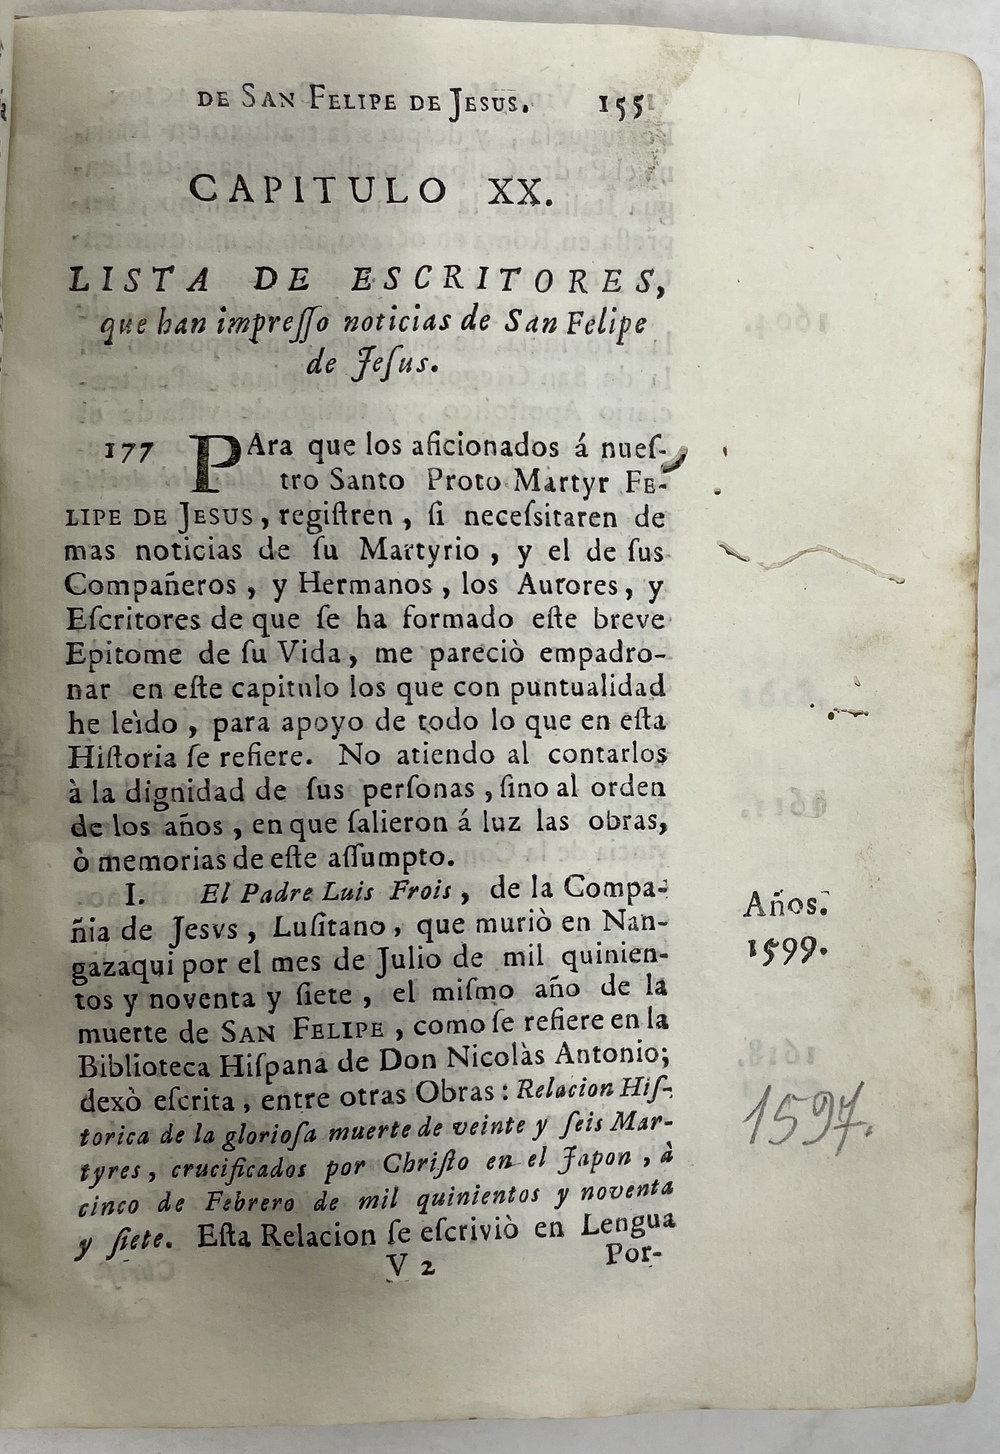 DE SAN FELIPE DE JESUS. 155
CAPITULO XX.
LISTA DE ESCRITORES,
que han impreſſo noticias de San Felipe
de Jeſus.
177 PAra que los aficionados á nueſ-
tro Santo Proto Martyr FE-
LIPE DE JESUS, regiſtren, ſi neceſsitaren de
mas noticias de ſu Martyrio, y el de ſus
Compañeros, y Hermanos, los Autores, y
Eſcritores de que ſe ha formado eſte breve
Epitome de ſu Vida, me pareciò empadro-
nar en eſte capitulo los que con puntualidad
he leìdo, para apoyo de todo lo que en eſta
Hiſtoria ſe refiere. No atiendo al contarlos
à la dignidad de ſus perſonas, ſino al orden
de los años, en que ſalieron á luz las obras,
ò memorias de eſte aſſumpto.
I. El Padre Luis Frois, de la Compa-
ñia de Jesvs, Luſitano, que muriò en Nan-
gazaqui por el mes de Julio de mil quinien-
tos y noventa y ſiete, el miſmo año de la
muerte de SAN FELIPE, como ſe refiere en la
Biblioteca Hiſpana de Don Nicolàs Antonio;
dexò eſcrita, entre otras Obras: Relacion Hiſ-
torica de la glorioſa muerte de veinte y ſeis Mar-
tyres, crucificados por Chriſto en el Japon, à
cinco de Febrero de mil quinientos y noventa
y ſiete. Eſta Relacion ſe eſcriviò en Lengua
V 2 Por-
Años.
1599.
1597.